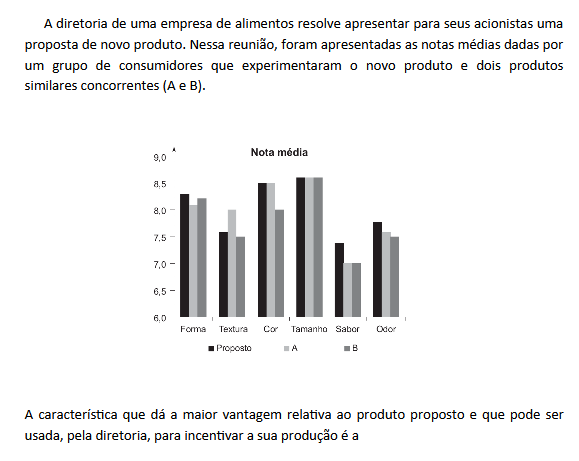 A diretoria de uma empresa de alimentos resolve apresentar para seus acionistas uma
proposta de novo produto. Nessa reunião, foram apresentadas as notas médias dadas por
um grupo de consumidores que experimentaram o novo produto e dois produtos
similares concorrentes (A e B).
Nota média
9,0
8,5
8,0
7,5
7,0
6,5
6,0
Forma Textura Cor Tamanho Sabor Odor
Proposto A B
A característica que dá a maior vantagem relativa ao produto proposto e que pode ser
usada, pela diretoria, para incentivar a sua produção é a